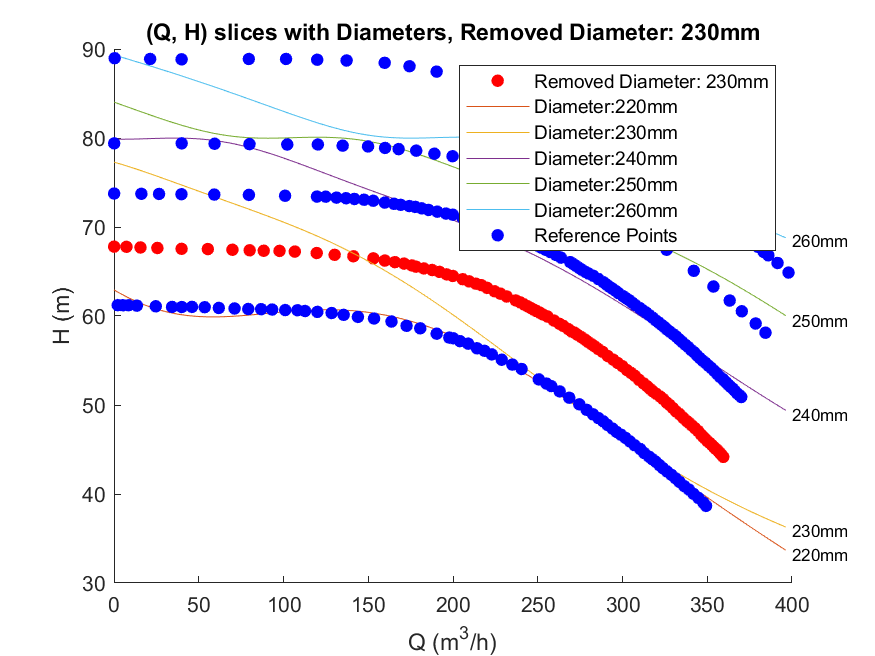 (Q, H) slices with Diameters, Removed Diameter: 230mm
90
80
70
60
50
40
30
H (m)
0
50
100
150
200
250
300
350
400
Q (m³/h)
Removed Diameter: 230mm
Diameter:220mm
Diameter:230mm
Diameter:240mm
Diameter:250mm
Diameter:260mm
Reference Points
260mm
250mm
240mm
230mm
220mm